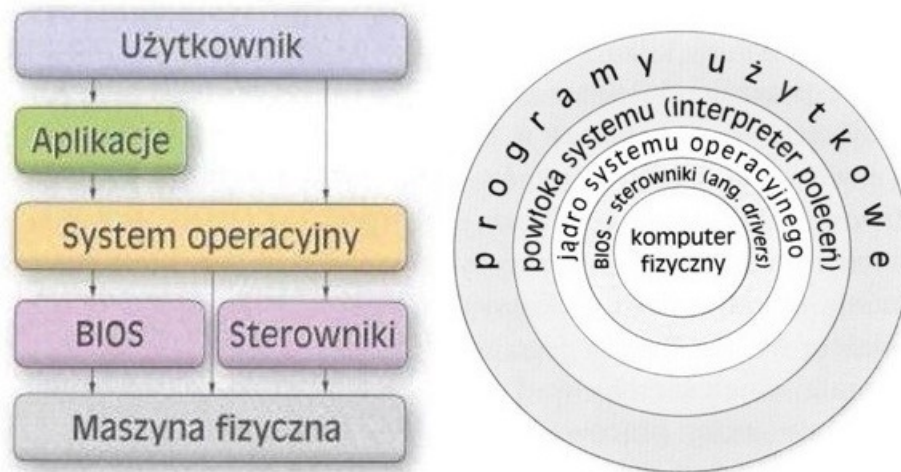 Użytkownik
Aplikacje
System operacyjny
BIOS
Sterowniki
Maszyna fizyczna
programy użytkowe
powłoka systemu (interpreter poleceń)
jądro systemu operacyjnego
BIOS – sterowniki (ang. drivers)
komputer
fizyczny